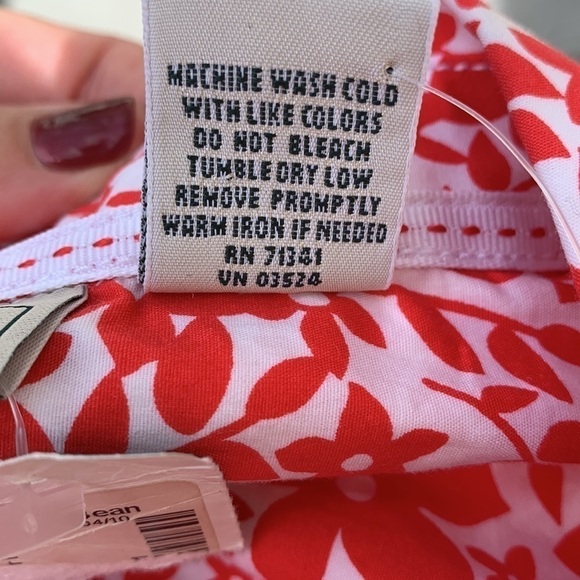 MACHINE WASH COLD
WITH LIKE COLORS
DO NOT BLEACH
TUMBLE DRY LOW
REMOVE PROMPTLY
WARM IRON IF NEEDED
RN 71341
VN 03524